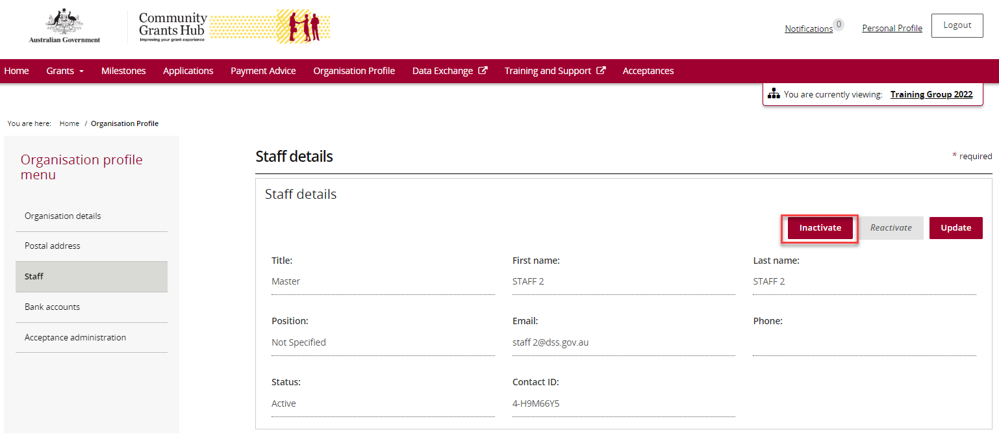 Australian Government
Community
Grants Hub
Improving your grant experience
Notifications 0
Personal Profile
Logout
Home
Grants
Milestones
Applications
Payment Advice
Organisation Profile
Data Exchange
Training and Support
Acceptances
You are currently viewing: Training Group 2022
You are here: Home / Organisation Profile
Organisation profile
menu
Organisation details
Postal address
Staff
Bank accounts
Acceptance administration
Staff details
* required
Staff details
Inactivate
Reactivate
Update
Title:
Master
First name:
STAFF 2
Last name:
STAFF 2
Position:
Not Specified
Email:
staff 2@dss.gov.au
Phone:
Status:
Active
Contact ID:
4-H9M66Y5